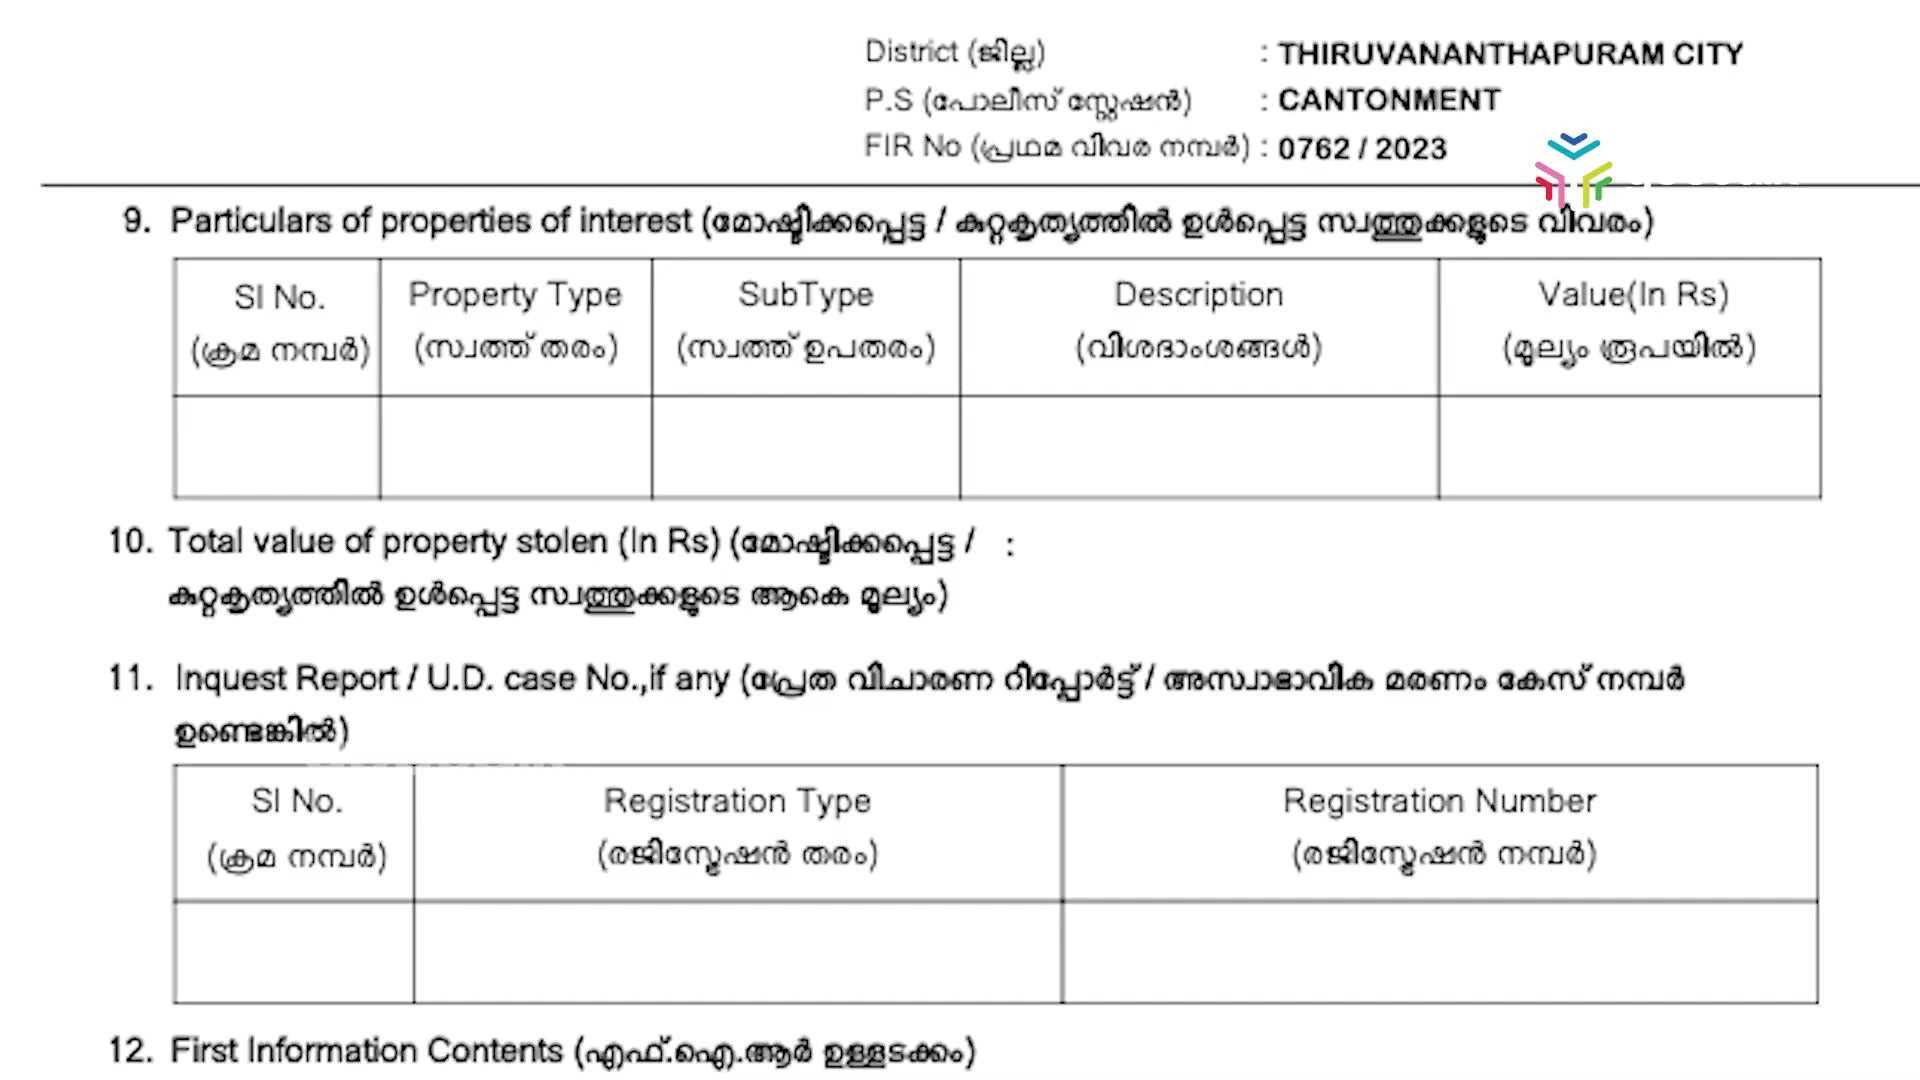 District (ജില്ല) : THIRUVANANTHAPURAM CITY
P.S (പോലീസ് സ്റ്റേഷൻ) : CANTONMENT
FIR No (പ്രഥമ വിവര നമ്പർ) : 0762 / 2023
9. Particulars of properties of interest (മോഷ്ടിക്കപ്പെട്ട / കുറ്റകൃത്യത്തിൽ ഉൾപ്പെട്ട സ്വത്തുക്കളുടെ വിവരം)
Sl No. Property Type SubType Description Value(In Rs)
(ക്രമ നമ്പർ) (സ്വത്ത് തരം) (സ്വത്ത് ഉപതരം) (വിശദാംശങ്ങൾ) (മൂല്യം രൂപയിൽ)
10. Total value of property stolen (In Rs) (മോഷ്ടിക്കപ്പെട്ട / :
കുറ്റകൃത്യത്തിൽ ഉൾപ്പെട്ട സ്വത്തുക്കളുടെ ആകെ മൂല്യം)
11. Inquest Report / U.D. case No.,if any (പ്രേത വിചാരണ റിപ്പോർട്ട് / അസ്വാഭാവിക മരണം കേസ് നമ്പർ
ഉണ്ടെങ്കിൽ)
Sl No. Registration Type Registration Number
(ക്രമ നമ്പർ) (രജിസ്ട്രേഷൻ തരം) (രജിസ്ട്രേഷൻ നമ്പർ)
12. First Information Contents (എഫ്.ഐ.ആർ ഉള്ളടക്കം)